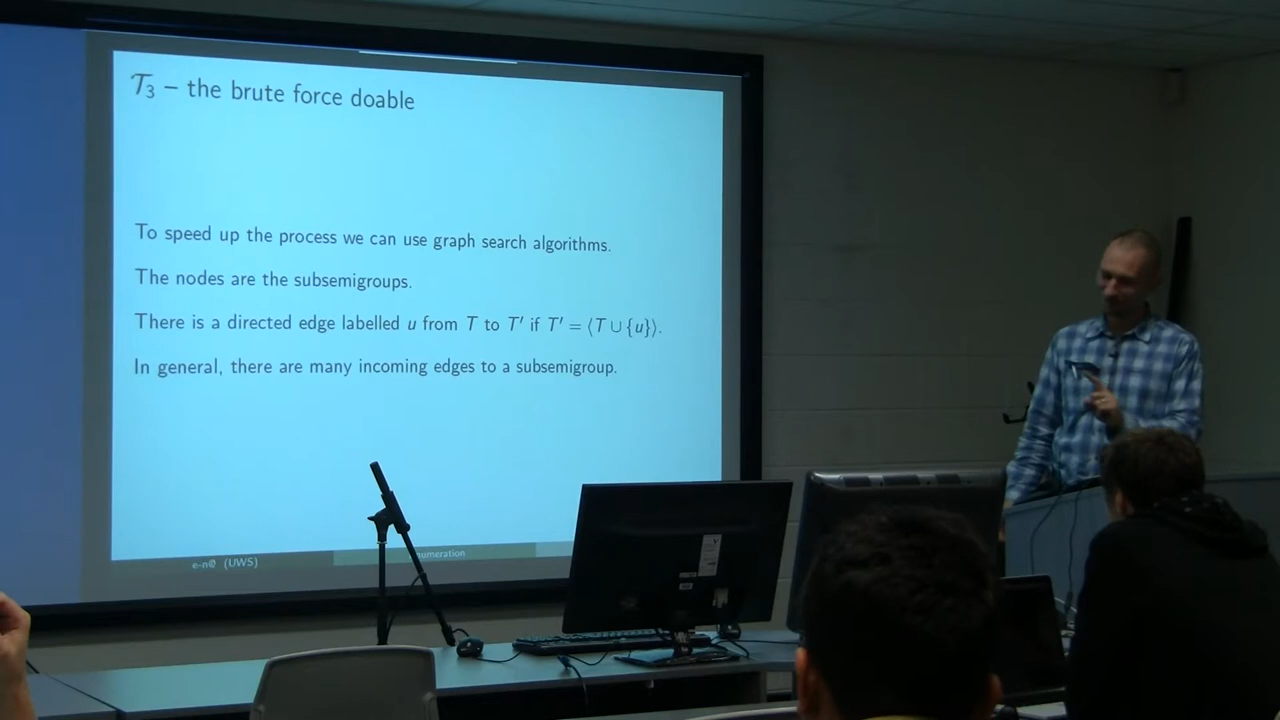 𝒯₃ – the brute force doable
To speed up the process we can use graph search algorithms.
The nodes are the subsemigroups.
There is a directed edge labelled u from T to T′ if T′ = ⟨T ∪ {u}⟩.
In general, there are many incoming edges to a subsemigroup.
e-n@ (UWS) numeration